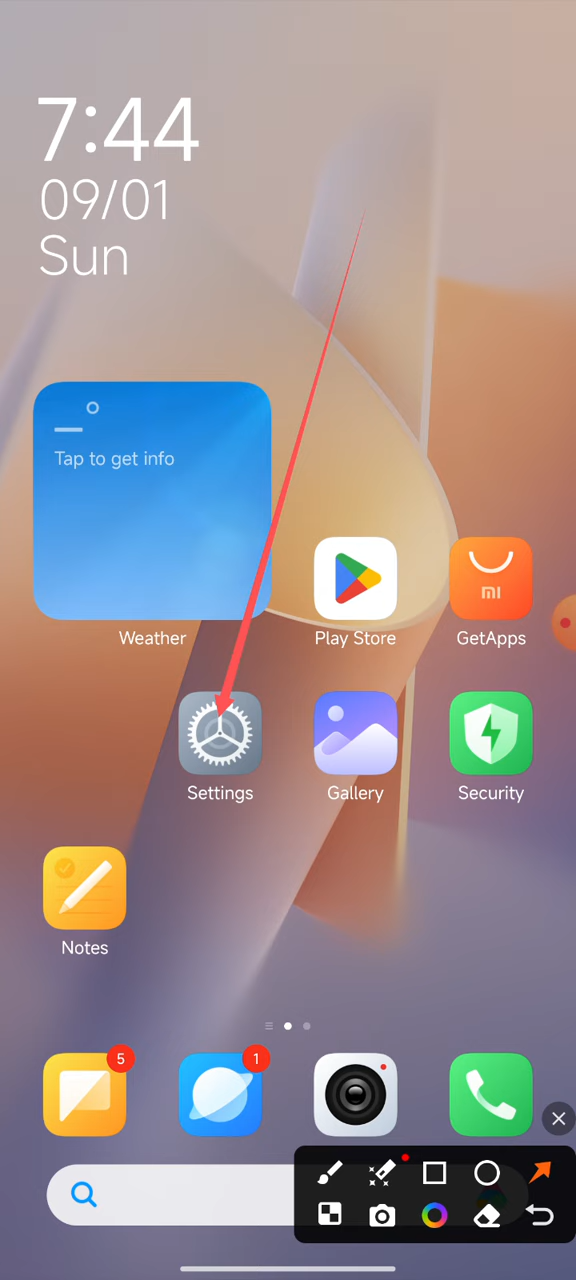 7:44
09/01
Sun
Tap to get info
Weather
Play Store
mi
GetApps
Settings
Gallery
Security
Notes
5
1